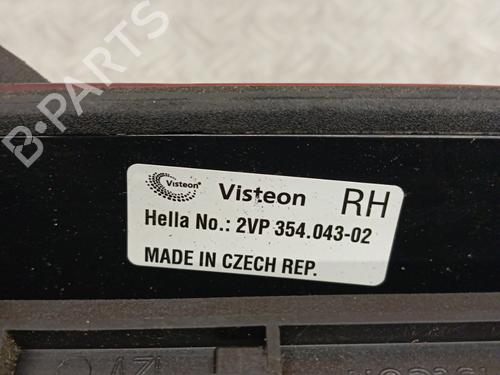 B-PARTS
Visteon
Visteon RH
Hella No.: 2VP 354.043-02
MADE IN CZECH REP.